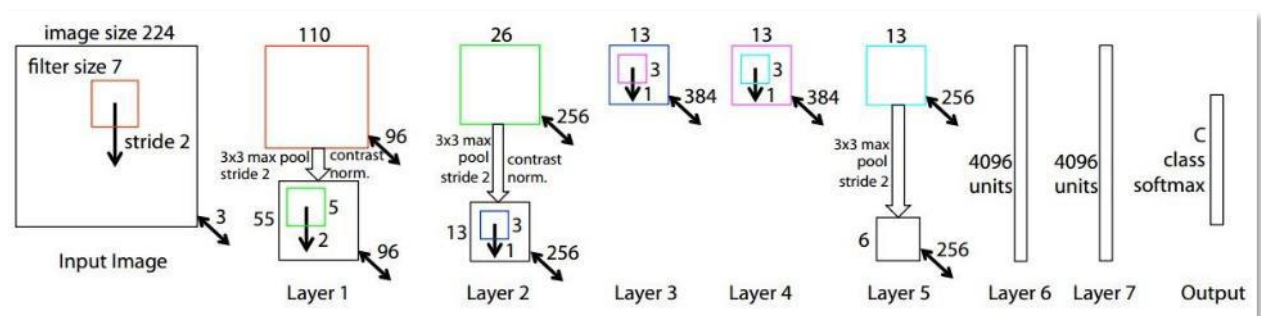 image size 224
filter size 7
stride 2
3
Input Image
110
96
3x3 max pool
stride 2
contrast
norm.
55
5
2
96
Layer 1
26
256
3x3 max
pool
stride 2
contrast
norm.
13
3
1
256
Layer 2
13
3
1
384
Layer 3
13
3
1
384
Layer 4
13
256
3x3 max
pool
stride 2
6
256
Layer 5
4096
units
Layer 6
4096
units
Layer 7
C
class
softmax
Output